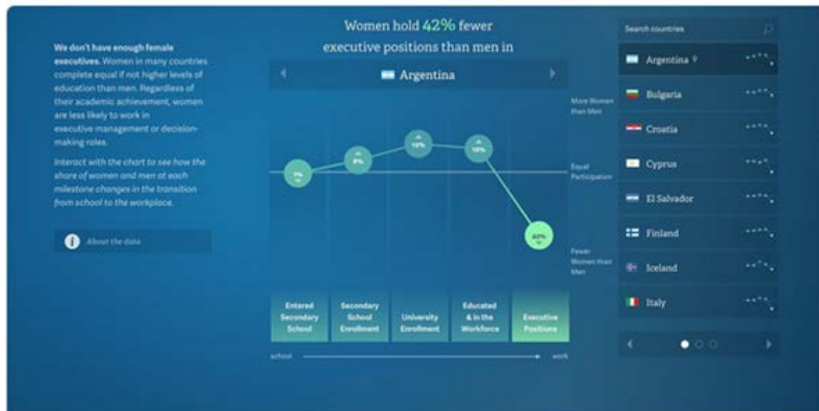 Women hold 42% fewer
executive positions than men in
We don't have enough female
executives. Women in many countries
complete equal if not higher levels of
education than men. Regardless of
their academic achievement, women
are less likely to work in
executive management or decision-
making roles.
Interact with the chart to see how the
share of women and men at each
milestone changes in the transition
from school to the workplace.
About the data
Argentina
More Women
than Men
Equal
Participation
Fewer
Women than
Men
1%
42%
Entered
Secondary
School
Secondary
School
Enrollment
University
Enrollment
Educated
& in the
Workforce
Executive
Positions
school
work
Search countries
Argentina
Bulgaria
Croatia
Cyprus
El Salvador
Finland
Iceland
Italy